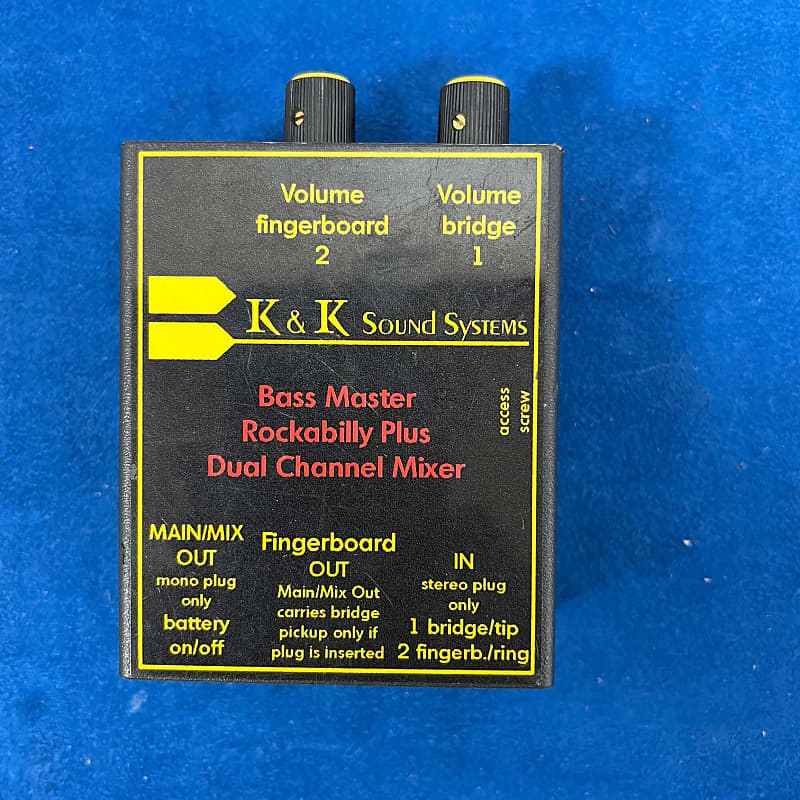 Volume
fingerboard
2
Volume
bridge
1
K & K Sound Systems
Bass Master
Rockabilly Plus
Dual Channel Mixer
access
screw
MAIN/MIX
OUT
mono plug
only
battery
on/off
Fingerboard
OUT
Main/Mix Out
carries bridge
pickup only if
plug is inserted
IN
stereo plug
only
1 bridge/tip
2 fingerb./ring